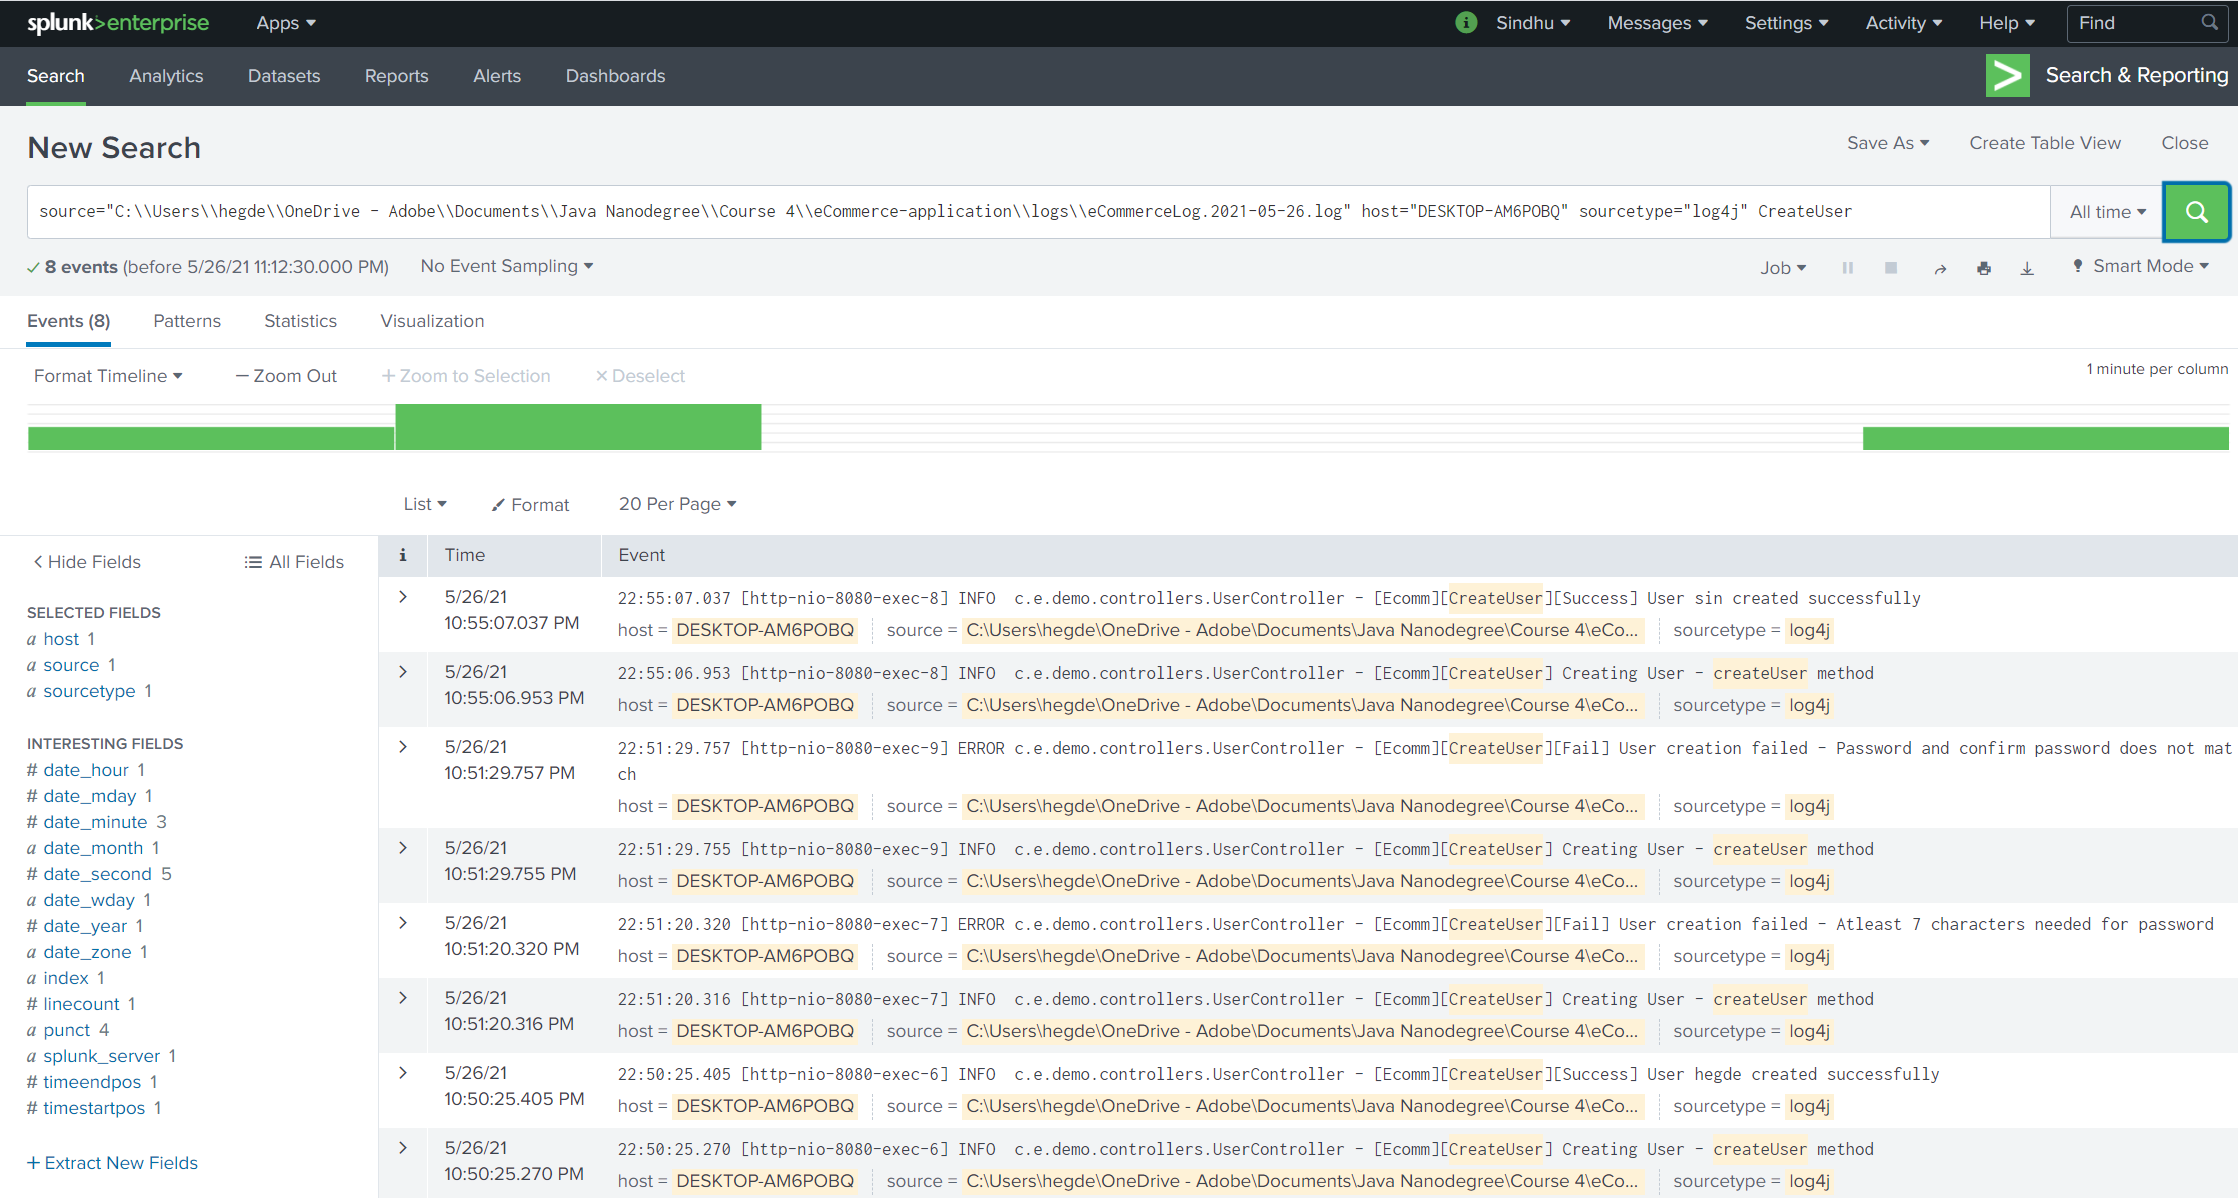 splunk>enterprise Apps Sindhu Messages Settings Activity Help Find
Search Analytics Datasets Reports Alerts Dashboards Search & Reporting
New Search Save As Create Table View Close
source="C:\\Users\\hegde\\OneDrive - Adobe\\Documents\\Java Nanodegree\\Course 4\\eCommerce-application\\logs\\eCommerceLog.2021-05-26.log" host="DESKTOP-AM6POBQ" sourcetype="log4j" CreateUser All time
8 events (before 5/26/21 11:12:30.000 PM) No Event Sampling Job Smart Mode
Events (8) Patterns Statistics Visualization
Format Timeline — Zoom Out + Zoom to Selection × Deselect 1 minute per column
List Format 20 Per Page
< Hide Fields All Fields
SELECTED FIELDS
a host 1
a source 1
a sourcetype 1
INTERESTING FIELDS
# date_hour 1
# date_mday 1
# date_minute 3
a date_month 1
# date_second 5
a date_wday 1
# date_year 1
a date_zone 1
a index 1
# linecount 1
a punct 4
a splunk_server 1
# timeendpos 1
# timestartpos 1
+ Extract New Fields
i Time Event
5/26/21
10:55:07.037 PM
22:55:07.037 [http-nio-8080-exec-8] INFO  c.e.demo.controllers.UserController - [Ecomm][CreateUser][Success] User sin created successfully
host = DESKTOP-AM6POBQ source = C:\Users\hegde\OneDrive - Adobe\Documents\Java Nanodegree\Course 4\eCo... sourcetype = log4j
5/26/21
10:55:06.953 PM
22:55:06.953 [http-nio-8080-exec-8] INFO  c.e.demo.controllers.UserController - [Ecomm][CreateUser] Creating User - createUser method
host = DESKTOP-AM6POBQ source = C:\Users\hegde\OneDrive - Adobe\Documents\Java Nanodegree\Course 4\eCo... sourcetype = log4j
5/26/21
10:51:29.757 PM
22:51:29.757 [http-nio-8080-exec-9] ERROR c.e.demo.controllers.UserController - [Ecomm][CreateUser][Fail] User creation failed - Password and confirm password does not mat
ch
host = DESKTOP-AM6POBQ source = C:\Users\hegde\OneDrive - Adobe\Documents\Java Nanodegree\Course 4\eCo... sourcetype = log4j
5/26/21
10:51:29.755 PM
22:51:29.755 [http-nio-8080-exec-9] INFO  c.e.demo.controllers.UserController - [Ecomm][CreateUser] Creating User - createUser method
host = DESKTOP-AM6POBQ source = C:\Users\hegde\OneDrive - Adobe\Documents\Java Nanodegree\Course 4\eCo... sourcetype = log4j
5/26/21
10:51:20.320 PM
22:51:20.320 [http-nio-8080-exec-7] ERROR c.e.demo.controllers.UserController - [Ecomm][CreateUser][Fail] User creation failed - Atleast 7 characters needed for password
host = DESKTOP-AM6POBQ source = C:\Users\hegde\OneDrive - Adobe\Documents\Java Nanodegree\Course 4\eCo... sourcetype = log4j
5/26/21
10:51:20.316 PM
22:51:20.316 [http-nio-8080-exec-7] INFO  c.e.demo.controllers.UserController - [Ecomm][CreateUser] Creating User - createUser method
host = DESKTOP-AM6POBQ source = C:\Users\hegde\OneDrive - Adobe\Documents\Java Nanodegree\Course 4\eCo... sourcetype = log4j
5/26/21
10:50:25.405 PM
22:50:25.405 [http-nio-8080-exec-6] INFO  c.e.demo.controllers.UserController - [Ecomm][CreateUser][Success] User hegde created successfully
host = DESKTOP-AM6POBQ source = C:\Users\hegde\OneDrive - Adobe\Documents\Java Nanodegree\Course 4\eCo... sourcetype = log4j
5/26/21
10:50:25.270 PM
22:50:25.270 [http-nio-8080-exec-6] INFO  c.e.demo.controllers.UserController - [Ecomm][CreateUser] Creating User - createUser method
host = DESKTOP-AM6POBQ source = C:\Users\hegde\OneDrive - Adobe\Documents\Java Nanodegree\Course 4\eCo... sourcetype = log4j